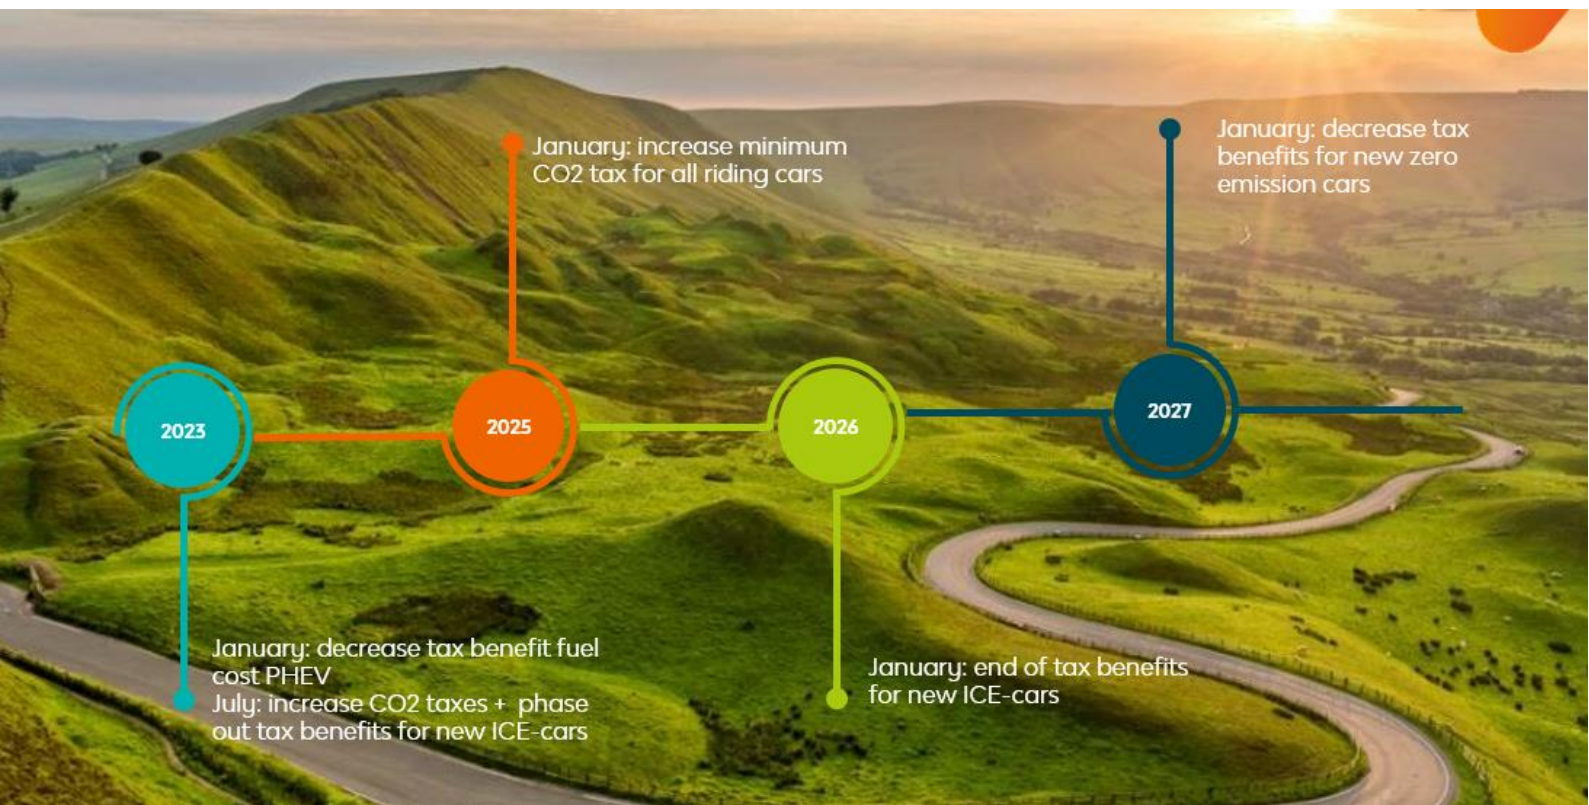 January: increase minimum
CO2 tax for all riding cars
January: decrease tax
benefits for new zero
emission cars
2023
2025
2026
2027
January: decrease tax benefit fuel
cost PHEV
July: increase CO2 taxes + phase
out tax benefits for new ICE-cars
January: end of tax benefits
for new ICE-cars